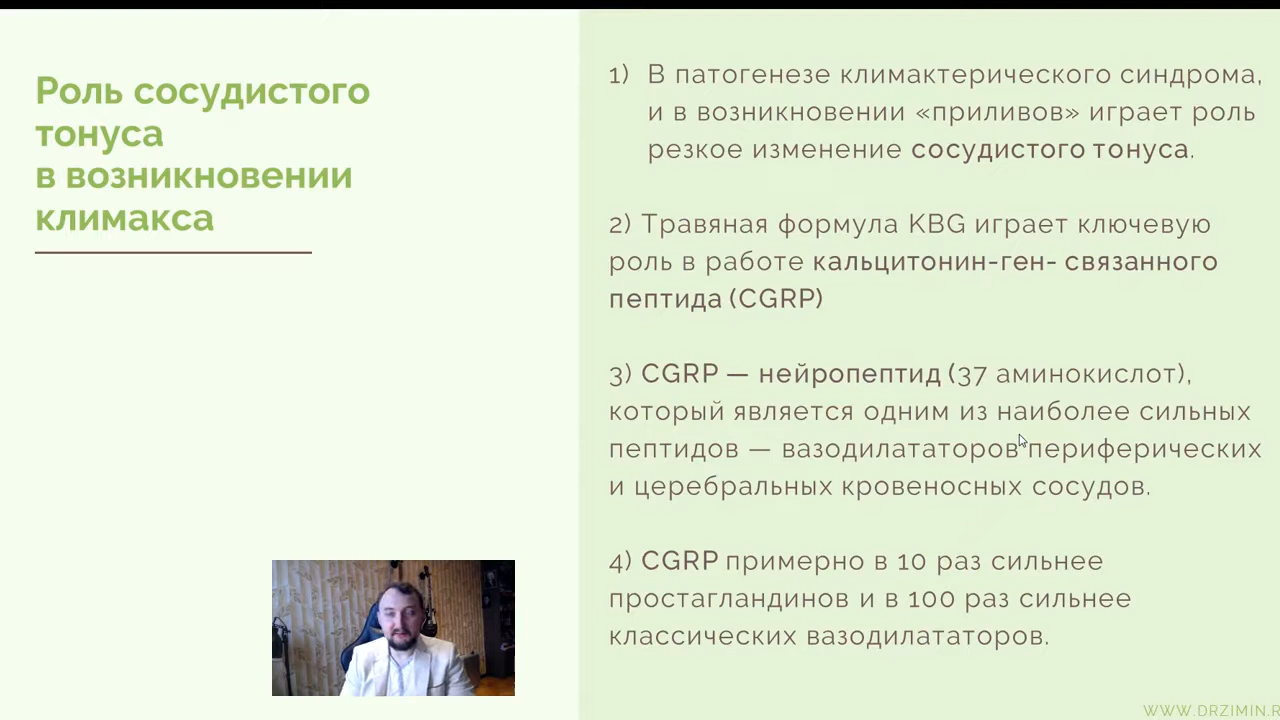 Роль сосудистого
тонуса
в возникновении
климакса
1) В патогенезе климактерического синдрома,
и в возникновении «приливов» играет роль
резкое изменение сосудистого тонуса.
2) Травяная формула KBG играет ключевую
роль в работе кальцитонин-ген- связанного
пептида (CGRP)
3) CGRP — нейропептид (37 аминокислот),
который является одним из наиболее сильных
пептидов — вазодилататоров периферических
и церебральных кровеносных сосудов.
4) CGRP примерно в 10 раз сильнее
простагландинов и в 100 раз сильнее
классических вазодилататоров.
WWW.DRZIMIN.R